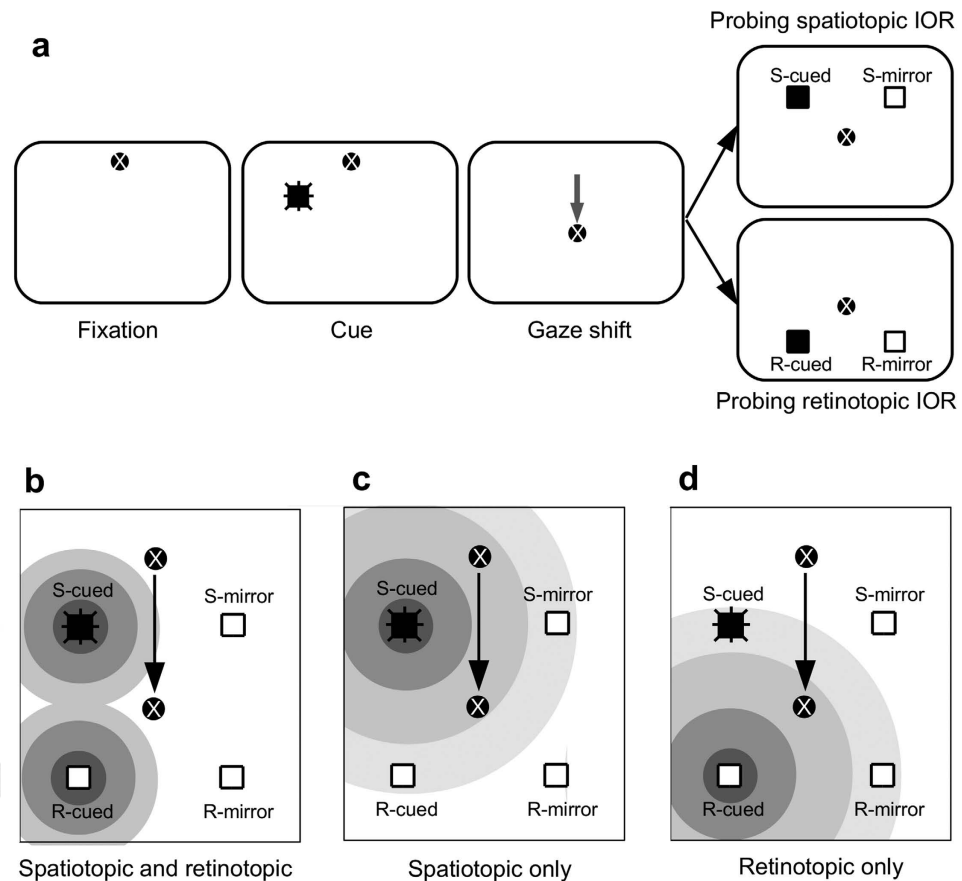 Probing spatiotopic IOR
a
S-cued S-mirror
Fixation Cue Gaze shift
R-cued R-mirror
Probing retinotopic IOR
b
S-cued
S-mirror
R-cued R-mirror
Spatiotopic and retinotopic
c
S-cued
S-mirror
R-cued R-mirror
Spatiotopic only
d
S-cued
S-mirror
R-cued R-mirror
Retinotopic only